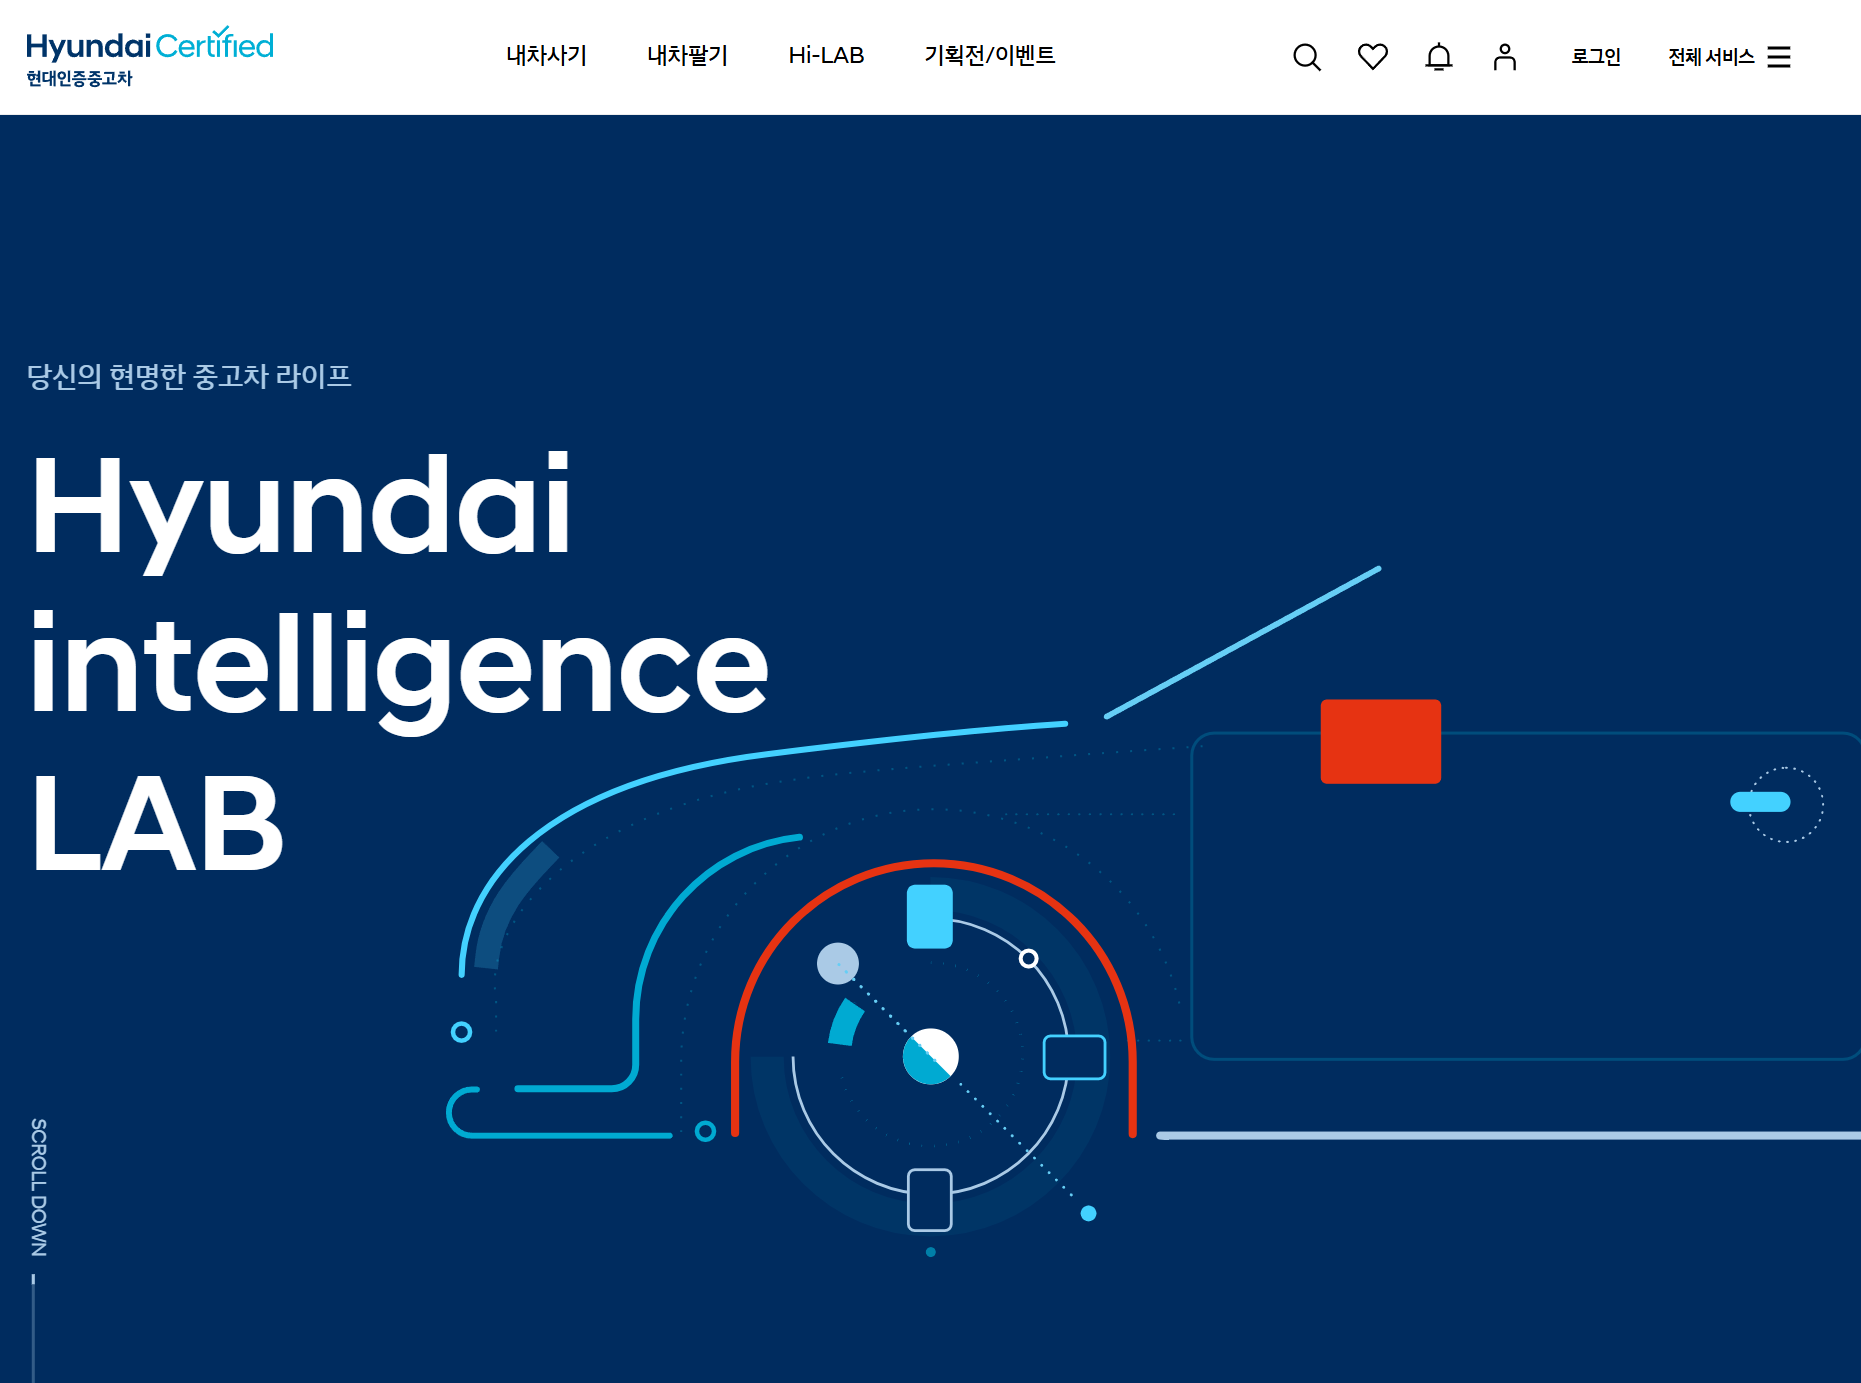 Hyundai Certified
현대인증중고차
내차사기
내차팔기
Hi-LAB
기획전/이벤트
로그인
전체 서비스
당신의 현명한 중고차 라이프
Hyundai
intelligence
LAB
SCROLL DOWN